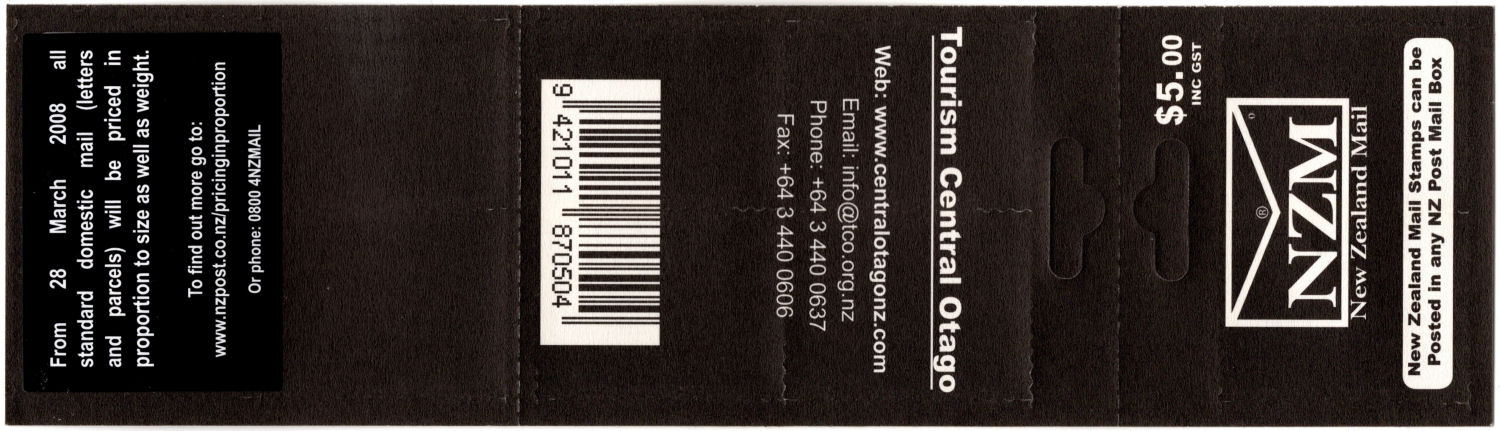 From 28 March 2008 all
standard domestic mail (letters
and parcels) will be priced in
proportion to size as well as weight.
To find out more go to:
www.nzpost.co.nz/pricinginproportion
Or phone: 0800 4NZMAIL
9 421011 870504
Tourism Central Otago
Web: www.centralotagonz.com
Email: info@tco.org.nz
Phone: +64 3 440 0637
Fax: +64 3 440 0606
$5.00
INC GST
®
NZM
New Zealand Mail
New Zealand Mail Stamps can be
Posted in any NZ Post Mail Box